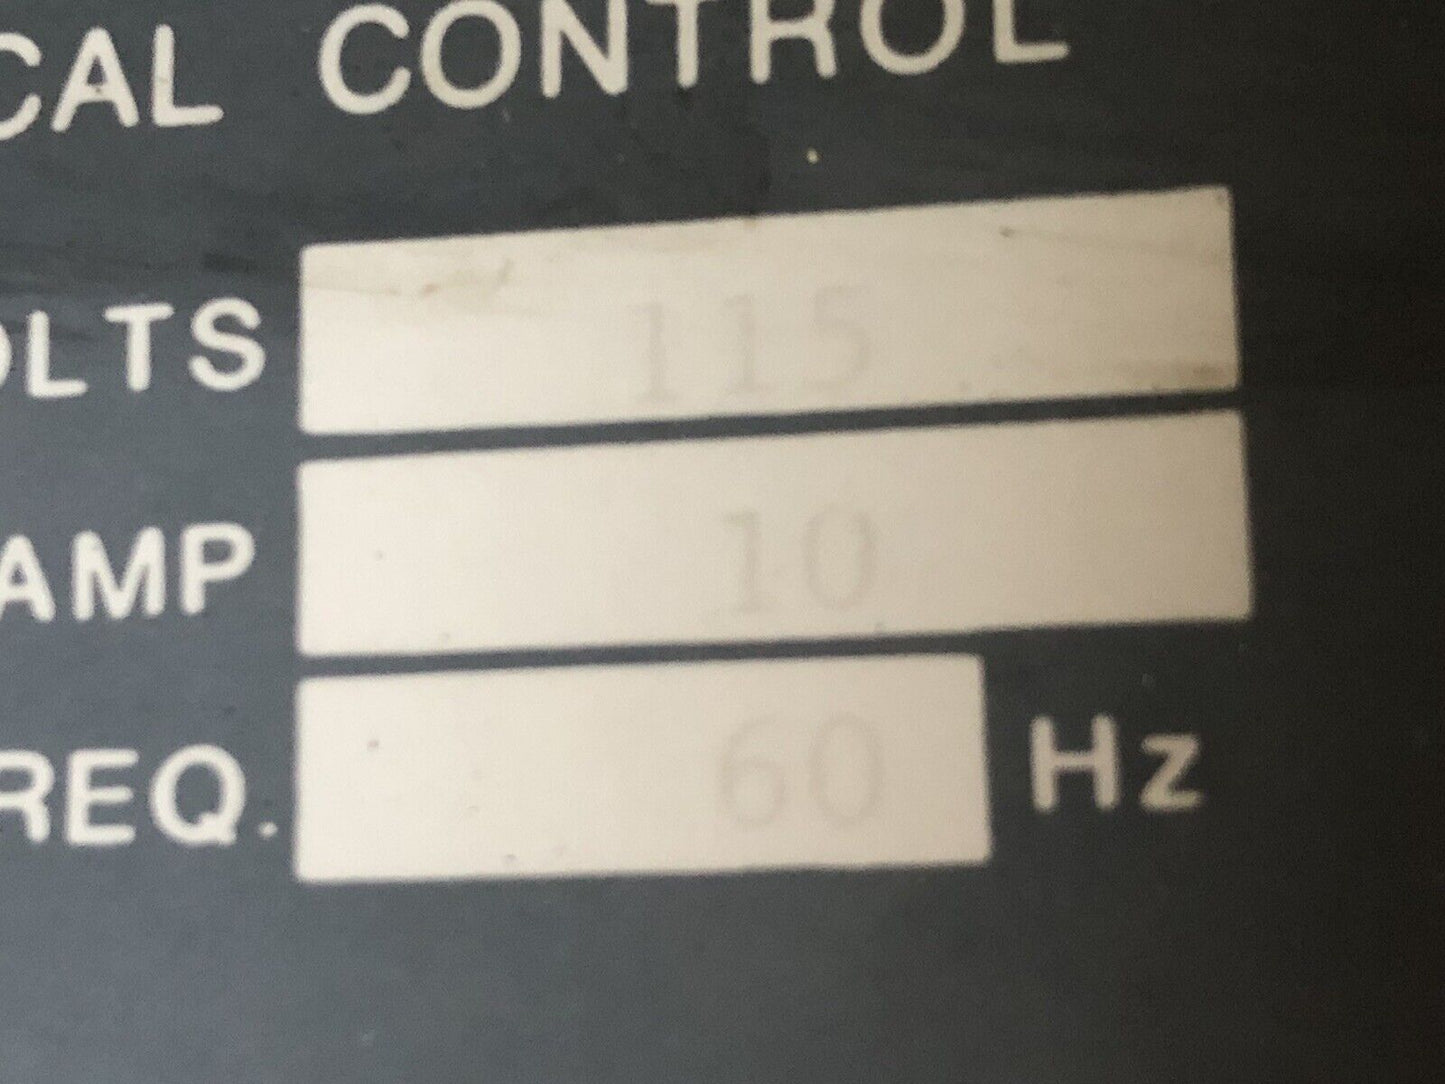 CAL CONTROL
OLTS 115
AMP 10
REQ. 60 Hz